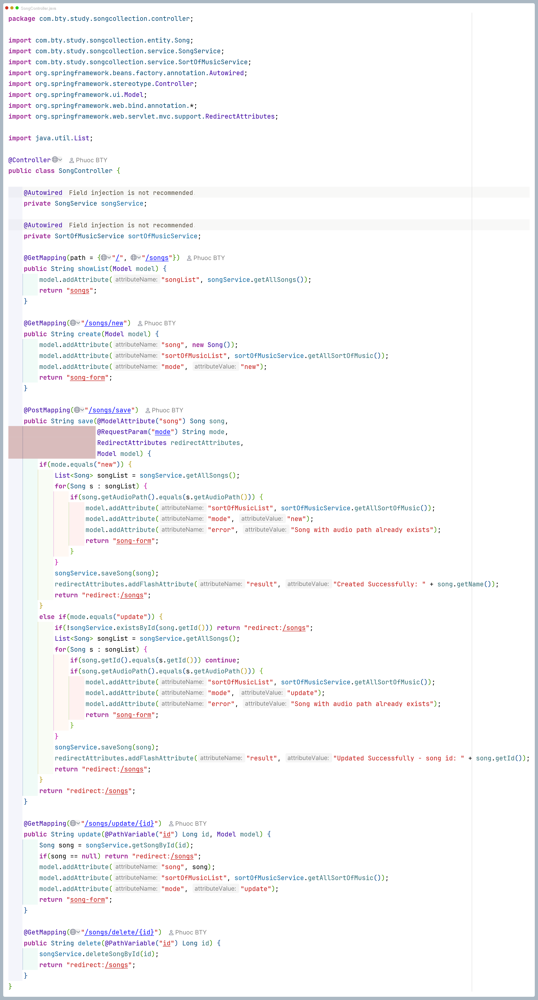 SongController.java
package com.bty.study.songcollection.controller;
import com.bty.study.songcollection.entity.Song;
import com.bty.study.songcollection.service.SongService;
import com.bty.study.songcollection.service.SortOfMusicService;
import org.springframework.beans.factory.annotation.Autowired;
import org.springframework.stereotype.Controller;
import org.springframework.ui.Model;
import org.springframework.web.bind.annotation.*;
import org.springframework.web.servlet.mvc.support.RedirectAttributes;
import java.util.List;
@Controller Phuoc BTY
public class SongController {
@Autowired Field injection is not recommended.
private SongService songService;
@Autowired Field injection is not recommended.
private SortOfMusicService sortOfMusicService;
@GetMapping(path = {"/", "/songs"}) Phuoc BTY
public String showList(Model model) {
model.addAttribute( attributeName: "songList", songService.getAllSongs());
return "songs";
}
@GetMapping("/songs/new") Phuoc BTY
public String create(Model model) {
model.addAttribute( attributeName: "song", new Song());
model.addAttribute( attributeName: "sortOfMusicList", sortOfMusicService.getAllSortOfMusic());
model.addAttribute( attributeName: "mode", attributeValue: "new");
return "song-form";
}
@PostMapping("/songs/save") Phuoc BTY
public String save(@ModelAttribute("song") Song song,
@RequestParam("mode") String mode,
RedirectAttributes redirectAttributes,
Model model) {
if(mode.equals("new")) {
List<Song> songList = songService.getAllSongs();
for(Song s : songList) {
if(song.getAudioPath().equals(s.getAudioPath())) {
model.addAttribute( attributeName: "sortOfMusicList", sortOfMusicService.getAllSortOfMusic());
model.addAttribute( attributeName: "mode", attributeValue: "new");
model.addAttribute( attributeName: "error", attributeValue: "Song with audio path already exists");
return "song-form";
}
}
songService.saveSong(song);
redirectAttributes.addFlashAttribute( attributeName: "result", attributeValue: "Created Successfully: " + song.getName());
return "redirect:/songs";
}
else if(mode.equals("update")) {
if(!songService.existsById(song.getId())) return "redirect:/songs";
List<Song> songList = songService.getAllSongs();
for(Song s : songList) {
if(song.getId().equals(s.getId())) continue;
if(song.getAudioPath().equals(s.getAudioPath())) {
model.addAttribute( attributeName: "sortOfMusicList", sortOfMusicService.getAllSortOfMusic());
model.addAttribute( attributeName: "mode", attributeValue: "update");
model.addAttribute( attributeName: "error", attributeValue: "Song with audio path already exists");
return "song-form";
}
}
songService.saveSong(song);
redirectAttributes.addFlashAttribute( attributeName: "result", attributeValue: "Updated Successfully - song id: " + song.getId());
return "redirect:/songs";
}
return "redirect:/songs";
}
@GetMapping("/songs/update/{id}") Phuoc BTY
public String update(@PathVariable("id") Long id, Model model) {
Song song = songService.getSongById(id);
if(song == null) return "redirect:/songs";
model.addAttribute( attributeName: "song", song);
model.addAttribute( attributeName: "sortOfMusicList", sortOfMusicService.getAllSortOfMusic());
model.addAttribute( attributeName: "mode", attributeValue: "update");
return "song-form";
}
@GetMapping("/songs/delete/{id}") Phuoc BTY
public String delete(@PathVariable("id") Long id) {
songService.deleteSongById(id);
return "redirect:/songs";
}
}